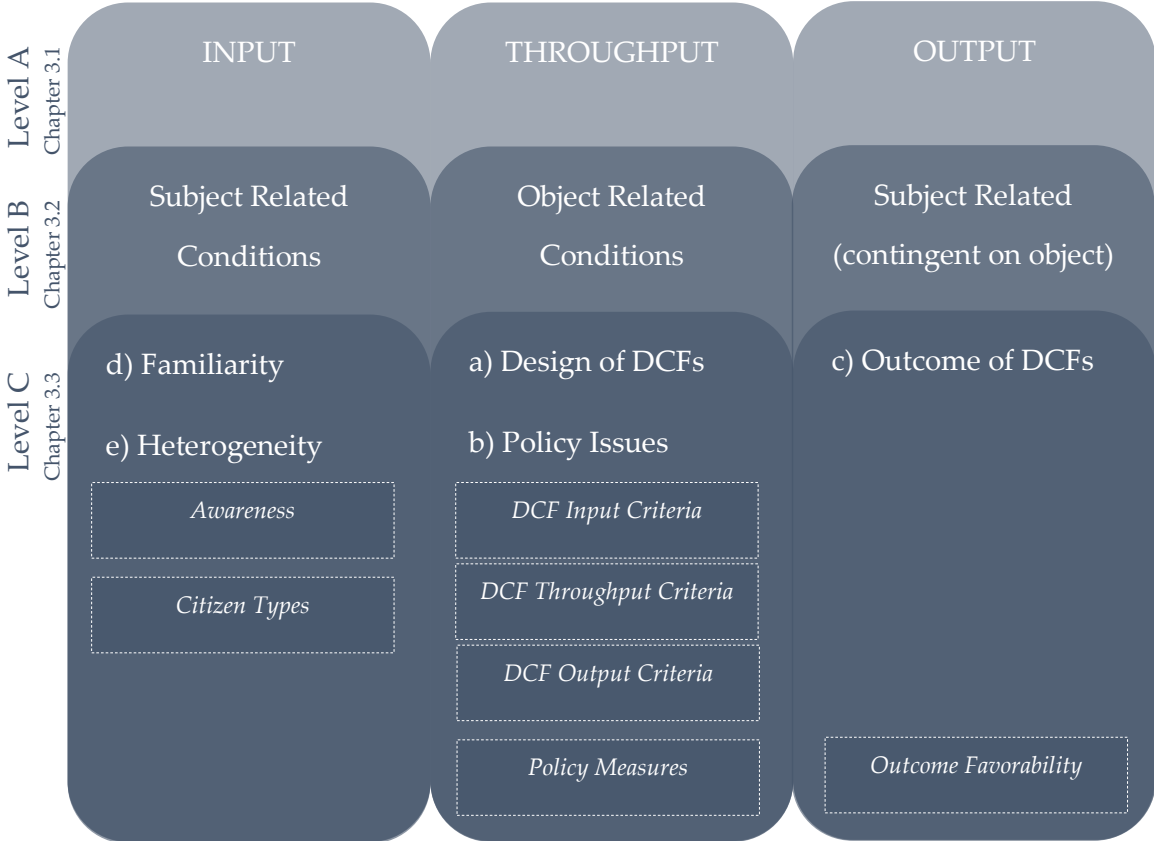 Level A
Chapter 3.1
INPUT
THROUGHPUT
OUTPUT
Level B
Chapter 3.2
Subject Related
Conditions
Object Related
Conditions
Subject Related
(contingent on object)
Level C
Chapter 3.3
d) Familiarity
e) Heterogeneity
Awareness
Citizen Types
a) Design of DCFs
b) Policy Issues
DCF Input Criteria
DCF Throughput Criteria
DCF Output Criteria
Policy Measures
c) Outcome of DCFs
Outcome Favorability